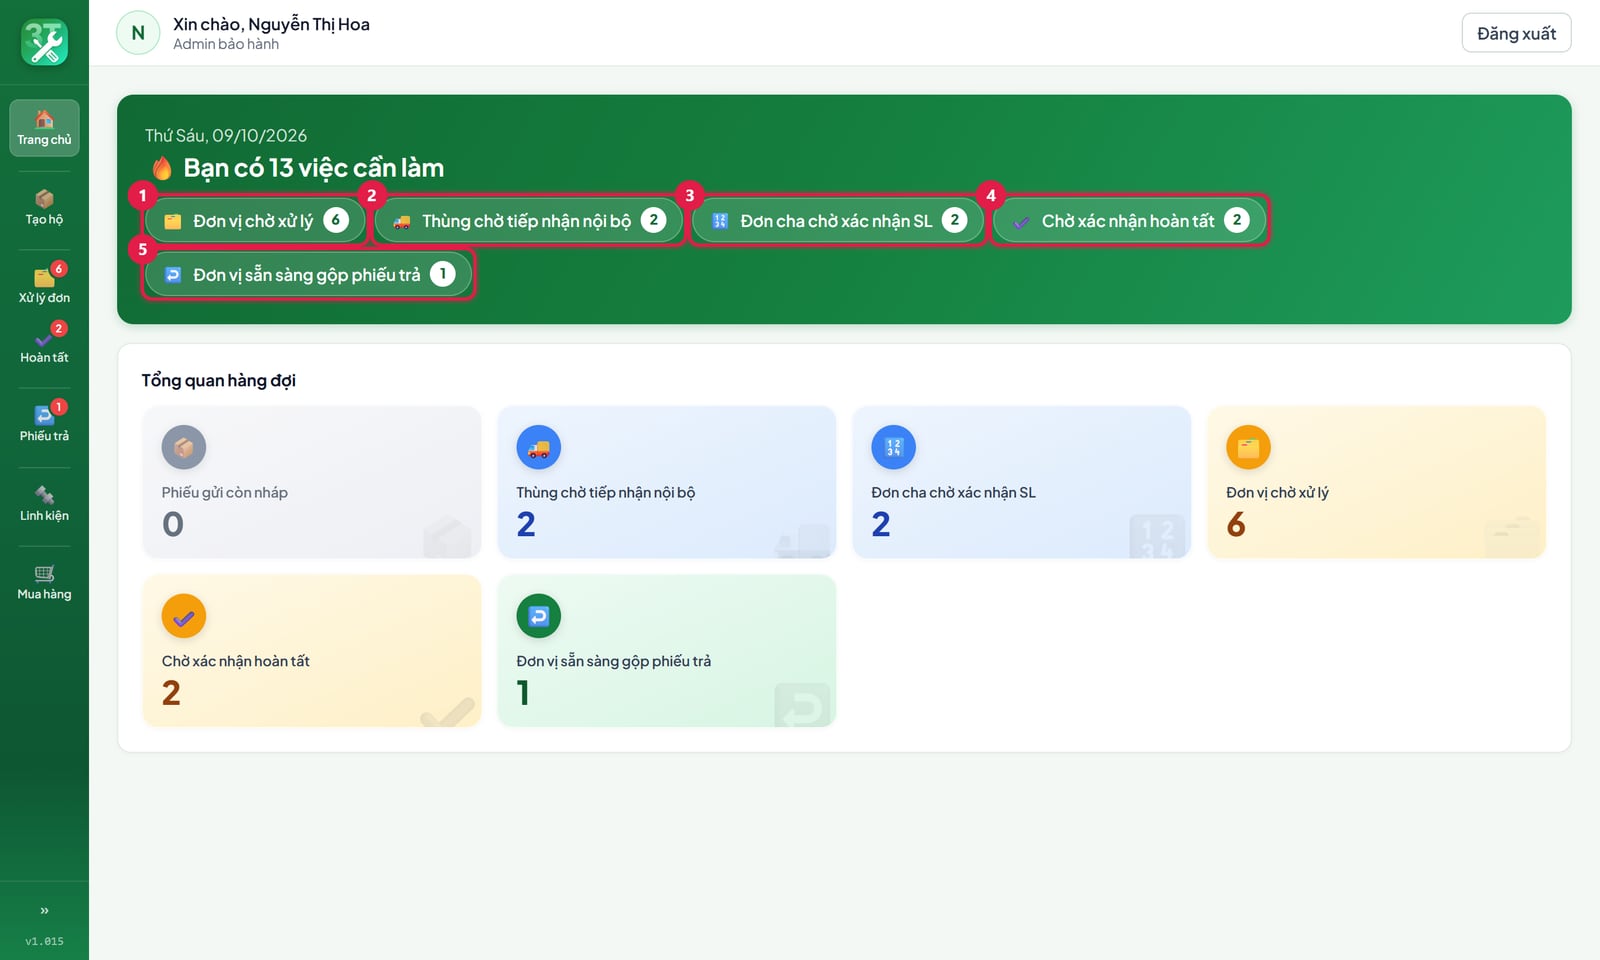 3T
Trang chủ
Tạo hộ
6
Xử lý đơn
2
Hoàn tất
1
Phiếu trả
Linh kiện
Mua hàng
»
v1.015
N
Xin chào, Nguyễn Thị Hoa
Admin bảo hành
Đăng xuất
Thứ Sáu, 09/10/2026
Bạn có 13 việc cần làm
1
Đơn vị chờ xử lý 6
2
Thùng chờ tiếp nhận nội bộ 2
3
1234
Đơn cha chờ xác nhận SL 2
4
Chờ xác nhận hoàn tất 2
5
Đơn vị sẵn sàng gộp phiếu trả 1
Tổng quan hàng đợi
Phiếu gửi còn nháp
0
Thùng chờ tiếp nhận nội bộ
2
1234
Đơn cha chờ xác nhận SL
2
1234
Đơn vị chờ xử lý
6
Chờ xác nhận hoàn tất
2
Đơn vị sẵn sàng gộp phiếu trả
1